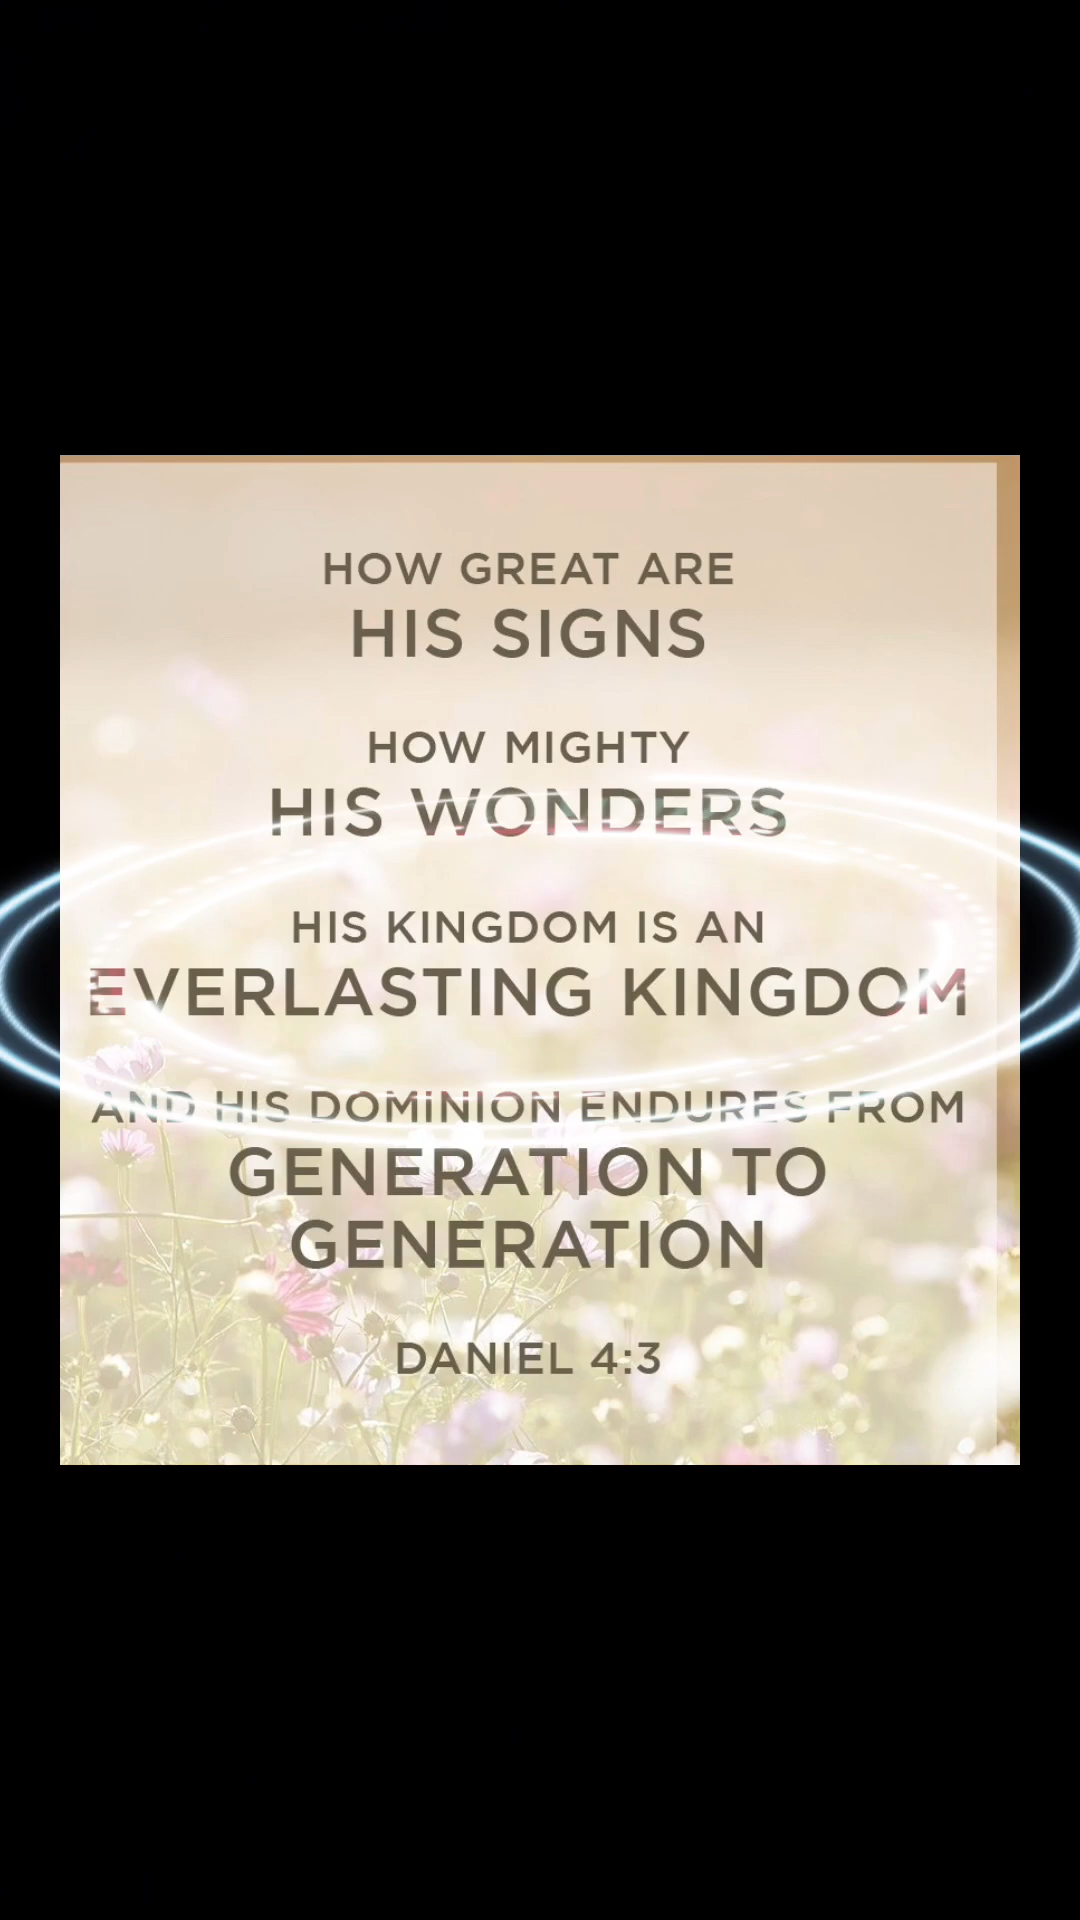 HOW GREAT ARE
HIS SIGNS
HOW MIGHTY
HIS WONDERS
HIS KINGDOM IS AN
EVERLASTING KINGDOM
AND HIS DOMINION ENDURES FROM
GENERATION TO
GENERATION
DANIEL 4:3